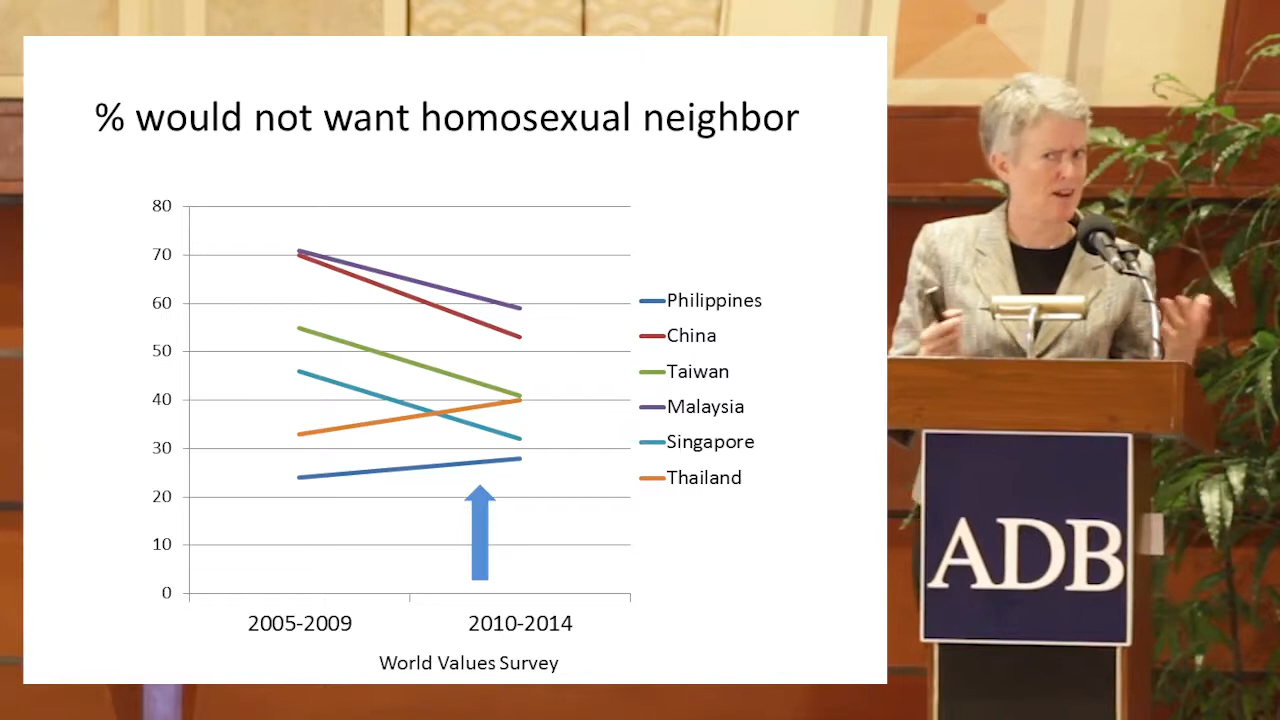 % would not want homosexual neighbor
80
70
60
50
40
30
20
10
0
2005-2009 2010-2014
World Values Survey
Philippines
China
Taiwan
Malaysia
Singapore
Thailand
ADB